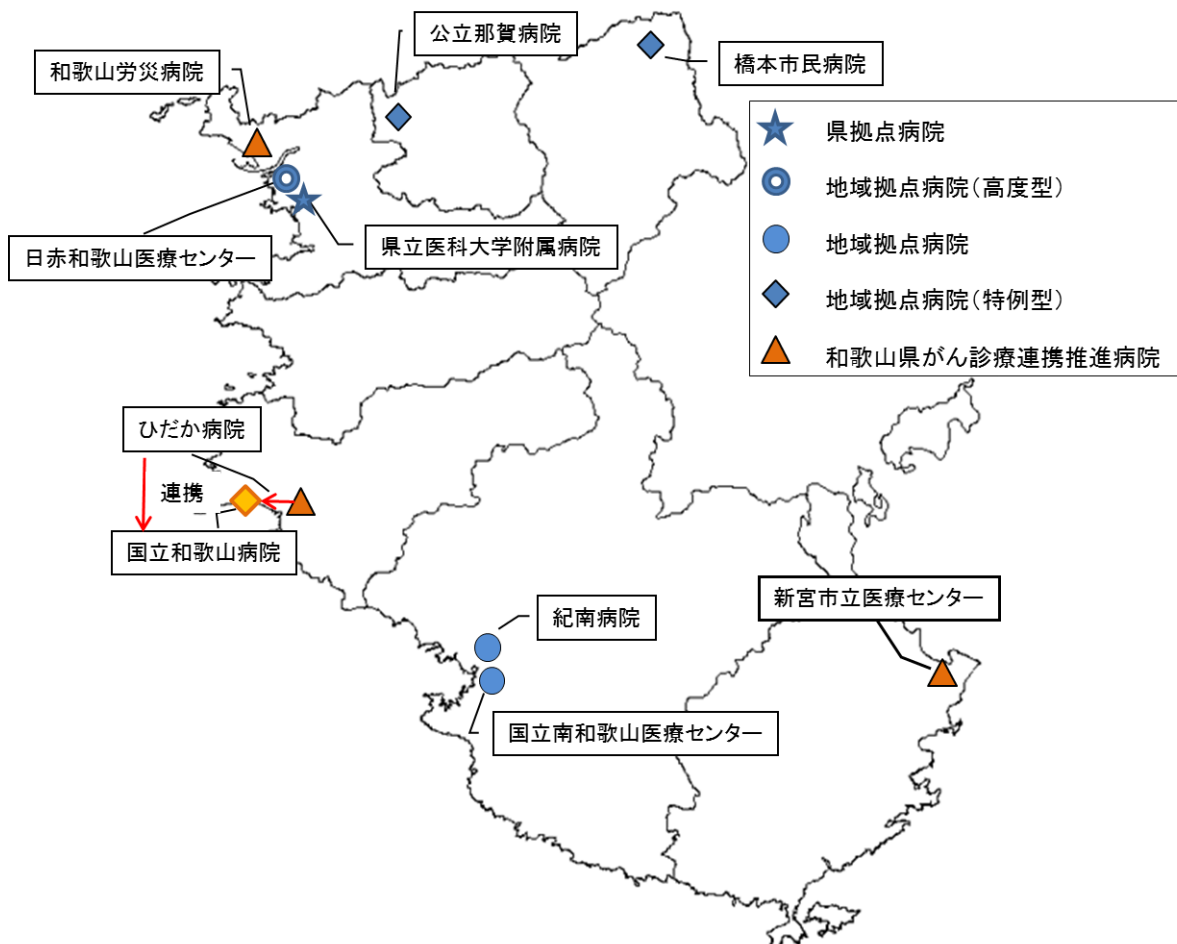 公立那賀病院
橋本市民病院
和歌山労災病院
県拠点病院
地域拠点病院(高度型)
地域拠点病院
地域拠点病院(特例型)
和歌山県がん診療連携推進病院
日赤和歌山医療センター
県立医科大学附属病院
ひだか病院
連携
国立和歌山病院
新宮市立医療センター
紀南病院
国立南和歌山医療センター